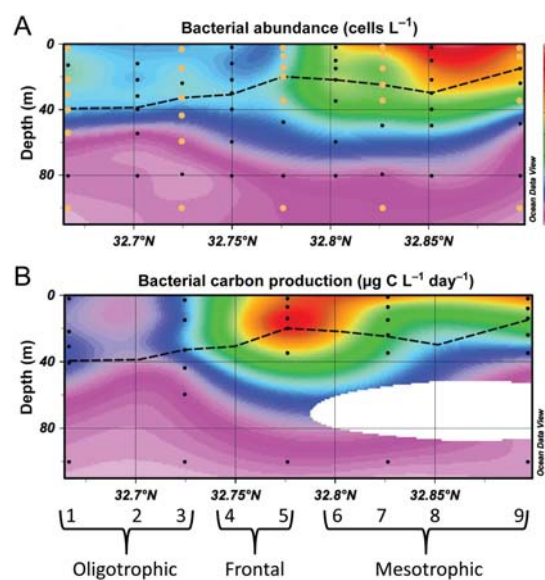 A
Bacterial abundance (cells L⁻¹)
0
40
80
Depth (m)
32.7°N
32.75°N
32.8°N
32.85°N
Ocean Data View
B
Bacterial carbon production (µg C L⁻¹ day⁻¹)
0
40
80
Depth (m)
32.7°N
32.75°N
32.8°N
32.85°N
Ocean Data View
1 2 3 4 5 6 7 8 9
Oligotrophic Frontal Mesotrophic